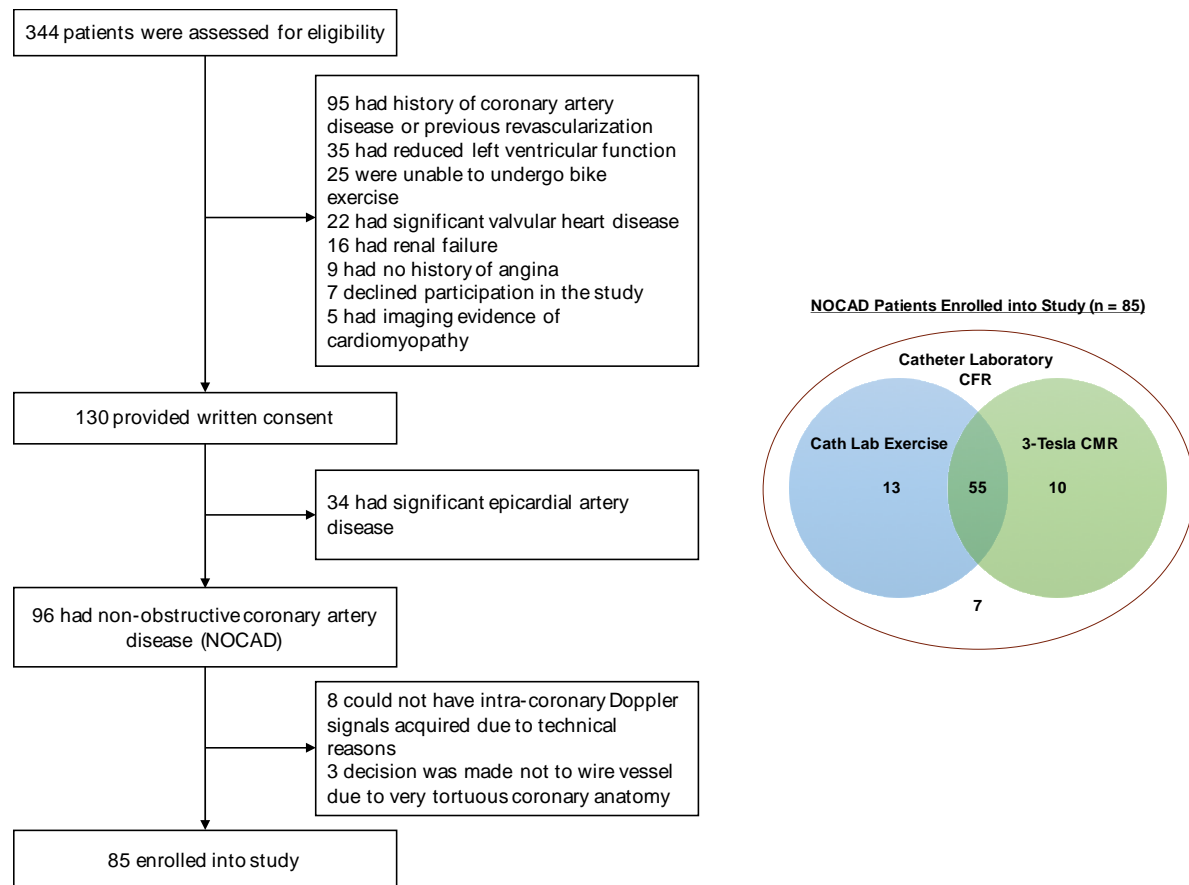 344 patients were assessed for eligibility
95 had history of coronary artery
disease or previous revascularization
35 had reduced left ventricular function
25 were unable to undergo bike
exercise
22 had significant valvular heart disease
16 had renal failure
9 had no history of angina
7 declined participation in the study
5 had imaging evidence of
cardiomyopathy
130 provided written consent
34 had significant epicardial artery
disease
96 had non-obstructive coronary artery
disease (NOCAD)
8 could not have intra-coronary Doppler
signals acquired due to technical
reasons
3 decision was made not to wire vessel
due to very tortuous coronary anatomy
85 enrolled into study
NOCAD Patients Enrolled into Study (n = 85)
Catheter Laboratory
CFR
Cath Lab Exercise
3-Tesla CMR
13
55
10
7